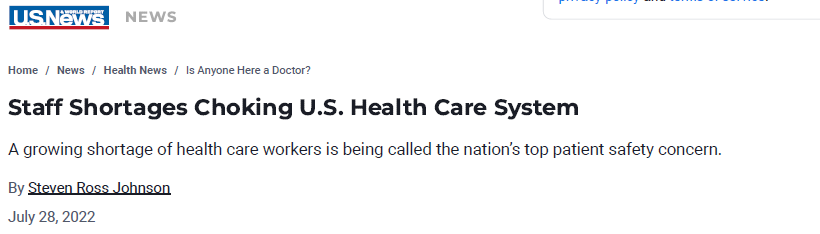 U.S.News & WORLD REPORT NEWS
privacy policy and terms of service.
Home / News / Health News / Is Anyone Here a Doctor?
Staff Shortages Choking U.S. Health Care System
A growing shortage of health care workers is being called the nation’s top patient safety concern.
By Steven Ross Johnson
July 28, 2022